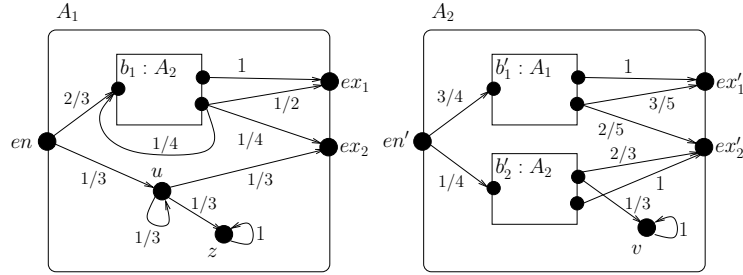 A₁
A₂
b₁ : A₂
1
ex₁
2/3
1/2
en
1/4
1/4
ex₂
1/3
u
1/3
1/3
1/3
1
z
b′₁ : A₁
1
ex′₁
3/4
3/5
en′
2/5
ex′₂
1/4
b′₂ : A₂
2/3
1
1/3
1
v